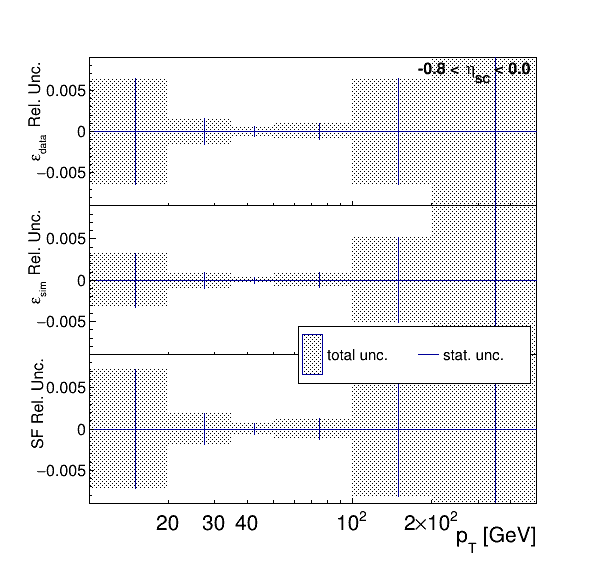 -0.8 < η_SC < 0.0
ε_data Rel. Unc.
0.005
0
−0.005
ε_sim Rel. Unc.
0.005
0
−0.005
total unc. stat. unc.
SF Rel. Unc.
0.005
0
−0.005
20 30 40 10² 2×10²
p_T [GeV]